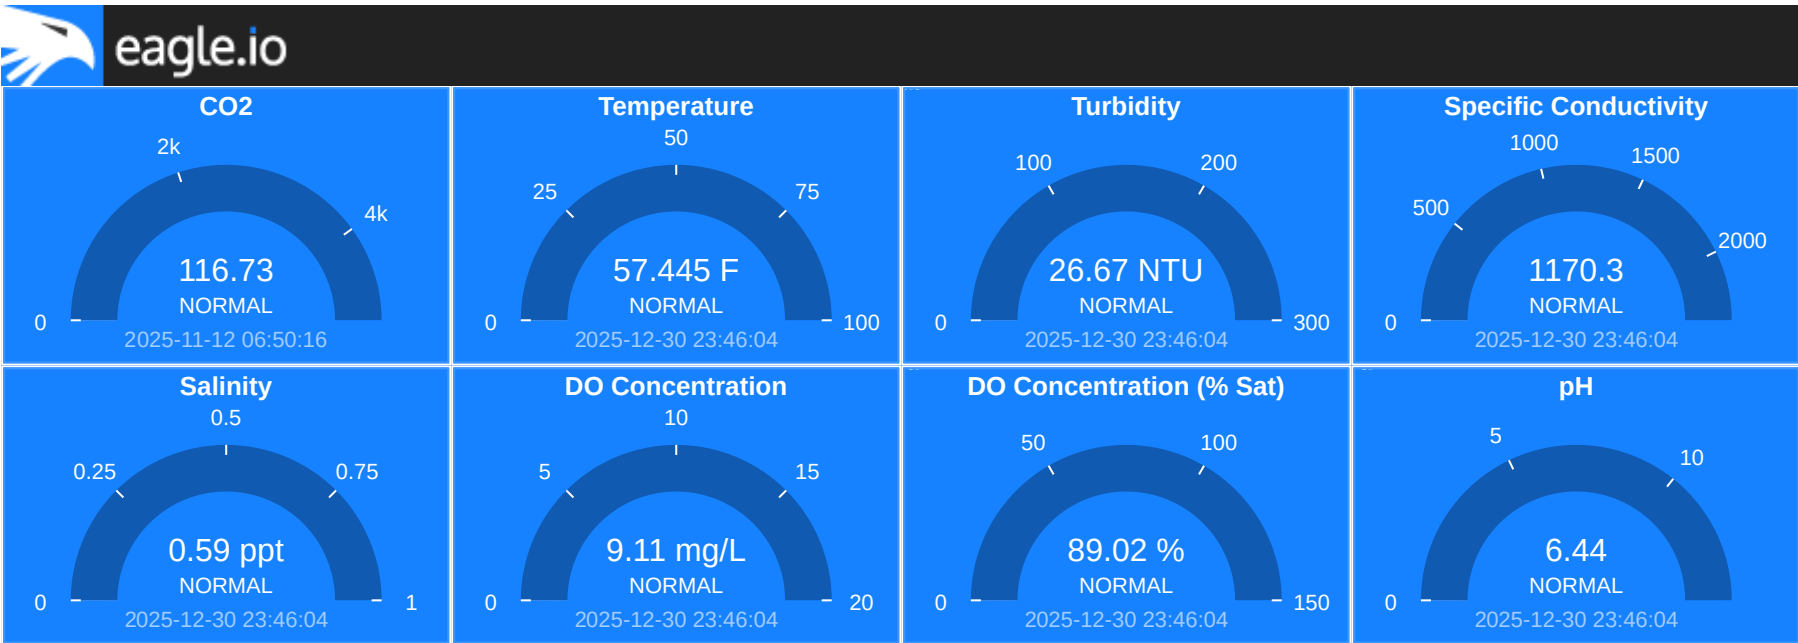 eagle.io
CO2
2k
4k
0
116.73
NORMAL
2025-11-12 06:50:16
Temperature
50
25
75
0
100
57.445 F
NORMAL
2025-12-30 23:46:04
Turbidity
100
200
0
300
26.67 NTU
NORMAL
2025-12-30 23:46:04
Specific Conductivity
1000
1500
500
2000
0
1170.3
NORMAL
2025-12-30 23:46:04
Salinity
0.5
0.25
0.75
0
1
0.59 ppt
NORMAL
2025-12-30 23:46:04
DO Concentration
10
5
15
0
20
9.11 mg/L
NORMAL
2025-12-30 23:46:04
DO Concentration (% Sat)
50
100
0
150
89.02 %
NORMAL
2025-12-30 23:46:04
pH
5
10
0
6.44
NORMAL
2025-12-30 23:46:04